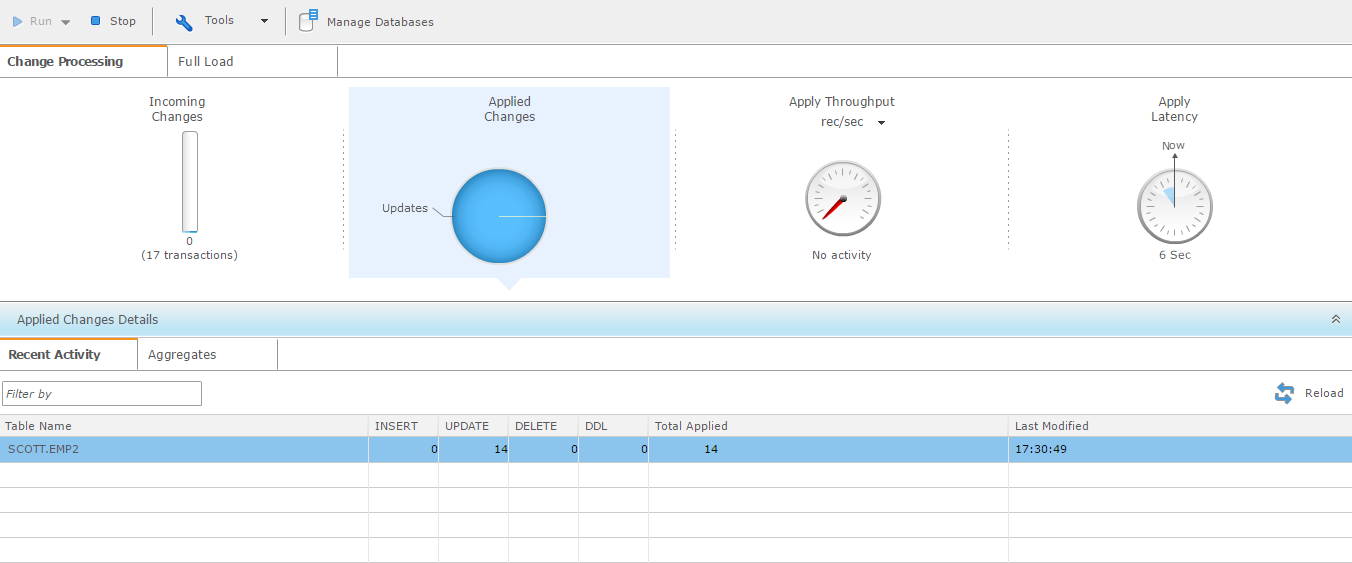 Run Stop Tools Manage Databases
Change Processing Full Load
Incoming
Changes
0
(17 transactions)
Applied
Changes
Updates
Apply Throughput
rec/sec
No activity
Apply
Latency
Now
6 Sec
Applied Changes Details
Recent Activity Aggregates
Filter by Reload
Table Name INSERT UPDATE DELETE DDL Total Applied Last Modified
SCOTT.EMP2 0 14 0 0 14 17:30:49